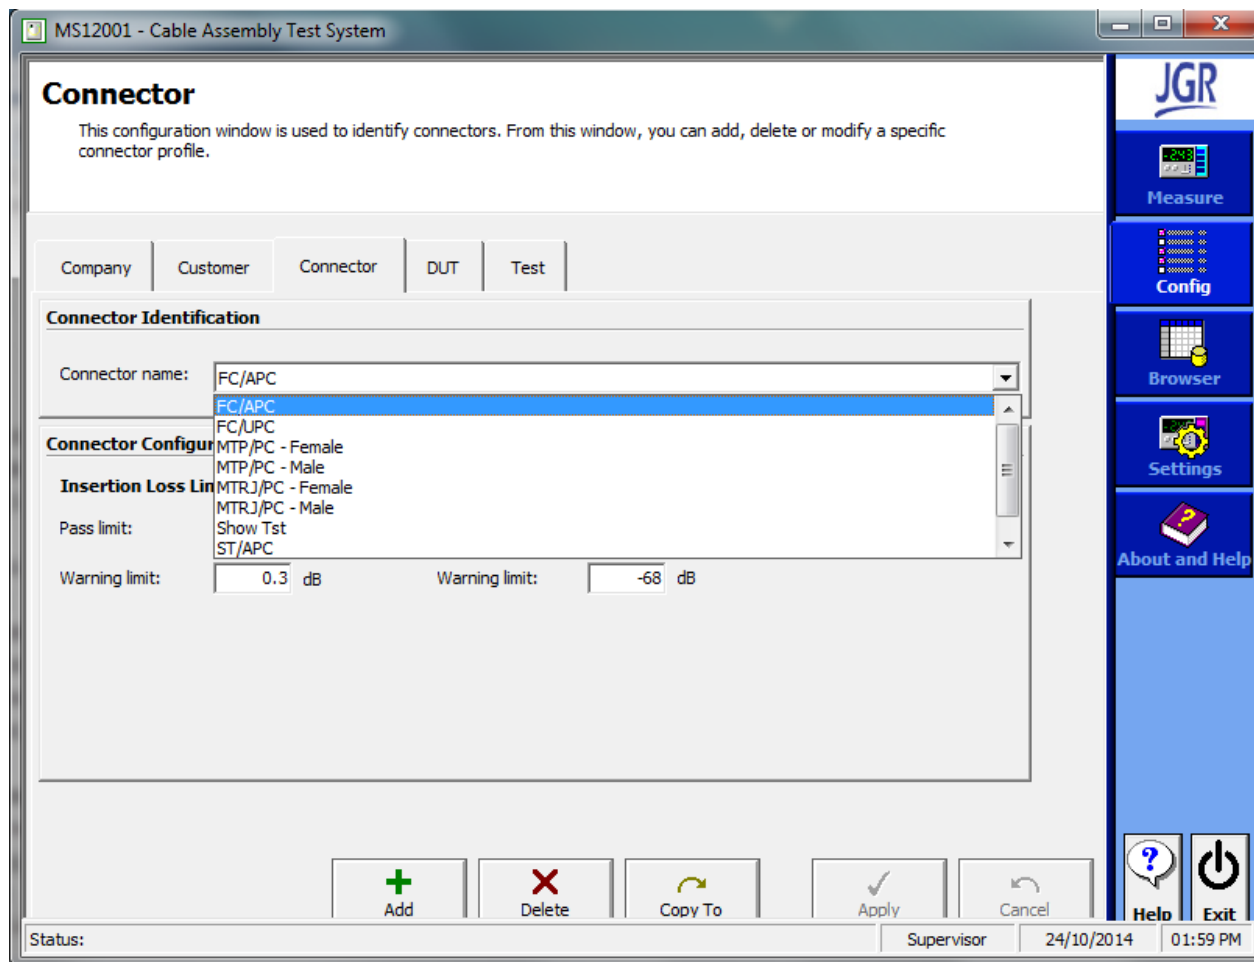 MS12001 - Cable Assembly Test System
JGR
Connector
This configuration window is used to identify connectors. From this window, you can add, delete or modify a specific
connector profile.
Measure
Config
Browser
Settings
About and Help
Company Customer Connector DUT Test
Connector Identification
Connector name: FC/APC
FC/APC
FC/UPC
Connector Configur
MTP/PC - Female
MTP/PC - Male
Insertion Loss Lin
MTRJ/PC - Female
MTRJ/PC - Male
Pass limit:
Show Tst
ST/APC
Warning limit: 0.3 dB Warning limit: -68 dB
Add Delete Copy To Apply Cancel
Help Exit
Status: Supervisor 24/10/2014 01:59 PM